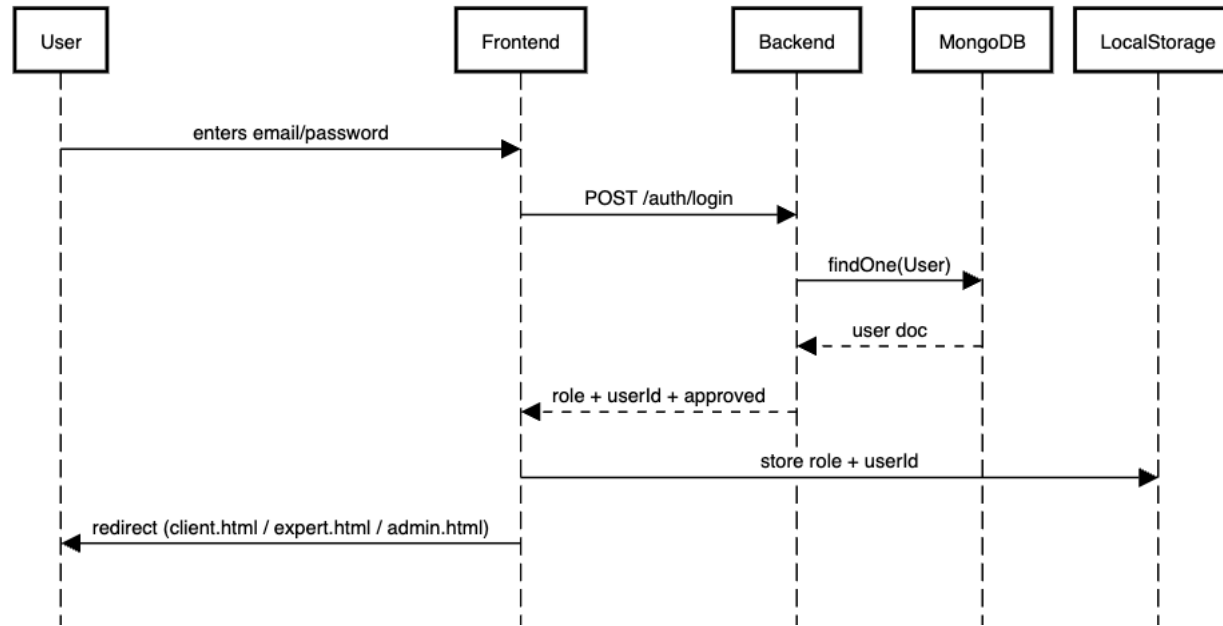 User
Frontend
Backend
MongoDB
LocalStorage
enters email/password
POST /auth/login
findOne(User)
user doc
role + userId + approved
store role + userId
redirect (client.html / expert.html / admin.html)